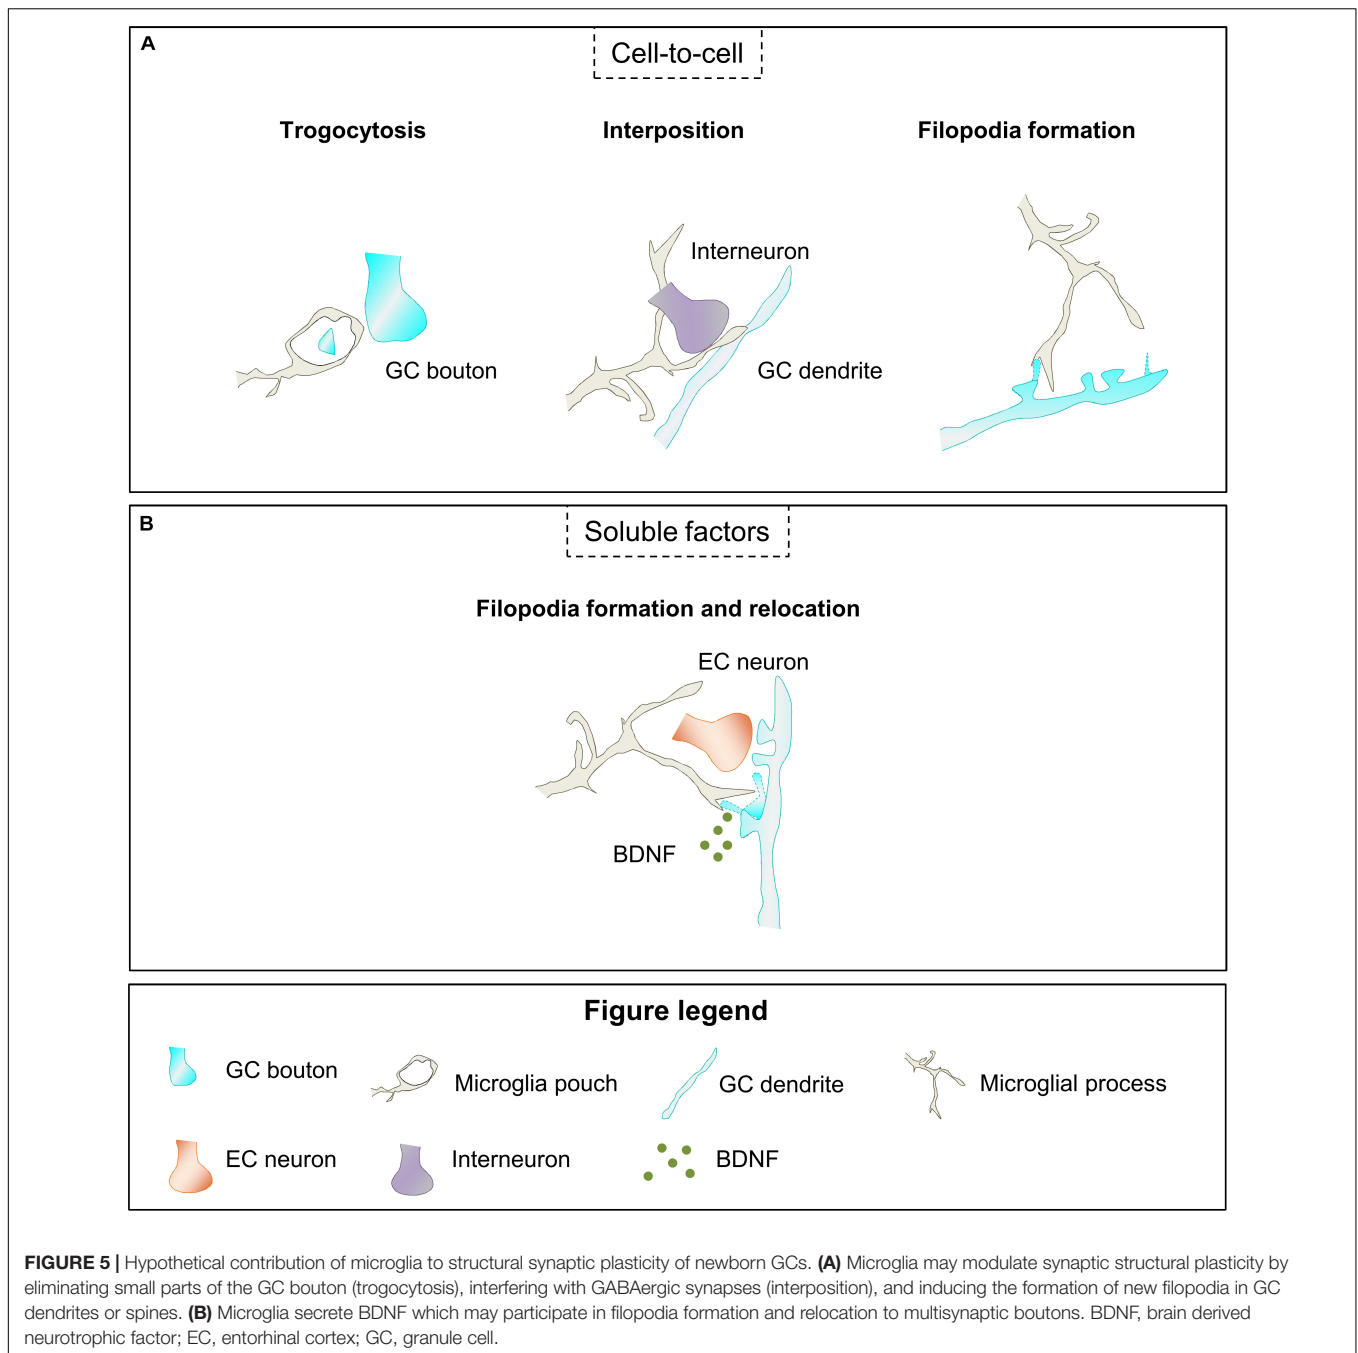 A
Cell-to-cell
Trogocytosis
Interposition
Filopodia formation
Interneuron
GC bouton
GC dendrite
B
Soluble factors
Filopodia formation and relocation
EC neuron
BDNF
Figure legend
GC bouton
Microglia pouch
GC dendrite
Microglial process
EC neuron
Interneuron
BDNF
FIGURE 5 | Hypothetical contribution of microglia to structural synaptic plasticity of newborn GCs. (A) Microglia may modulate synaptic structural plasticity by
eliminating small parts of the GC bouton (trogocytosis), interfering with GABAergic synapses (interposition), and inducing the formation of new filopodia in GC
dendrites or spines. (B) Microglia secrete BDNF which may participate in filopodia formation and relocation to multisynaptic boutons. BDNF, brain derived
neurotrophic factor; EC, entorhinal cortex; GC, granule cell.